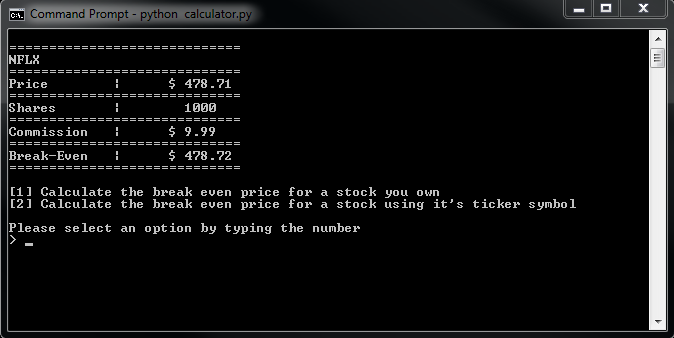 Command Prompt - python  calculator.py
==============================
NFLX
==============================
Price         ¦      $ 478.71
==============================
Shares        ¦        1000
==============================
Commission    ¦      $ 9.99
==============================
Break-Even    ¦      $ 478.72
==============================
[1] Calculate the break even price for a stock you own
[2] Calculate the break even price for a stock using it's ticker symbol
Please select an option by typing the number
> _